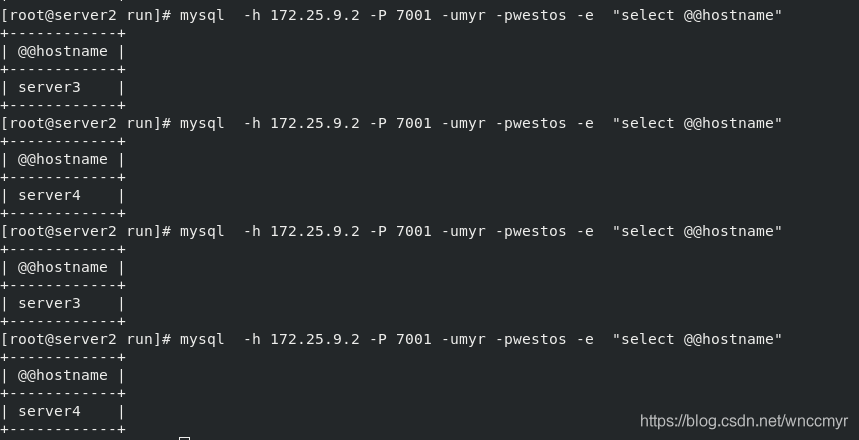 [root@server2 run]# mysql  -h 172.25.9.2 -P 7001 -umyr -pwestos -e  "select @@hostname"
+------------+
| @@hostname |
+------------+
| server3    |
+------------+
[root@server2 run]# mysql  -h 172.25.9.2 -P 7001 -umyr -pwestos -e  "select @@hostname"
+------------+
| @@hostname |
+------------+
| server4    |
+------------+
[root@server2 run]# mysql  -h 172.25.9.2 -P 7001 -umyr -pwestos -e  "select @@hostname"
+------------+
| @@hostname |
+------------+
| server3    |
+------------+
[root@server2 run]# mysql  -h 172.25.9.2 -P 7001 -umyr -pwestos -e  "select @@hostname"
+------------+
| @@hostname |
+------------+
| server4    |
+------------+
https://blog.csdn.net/wnccmyr